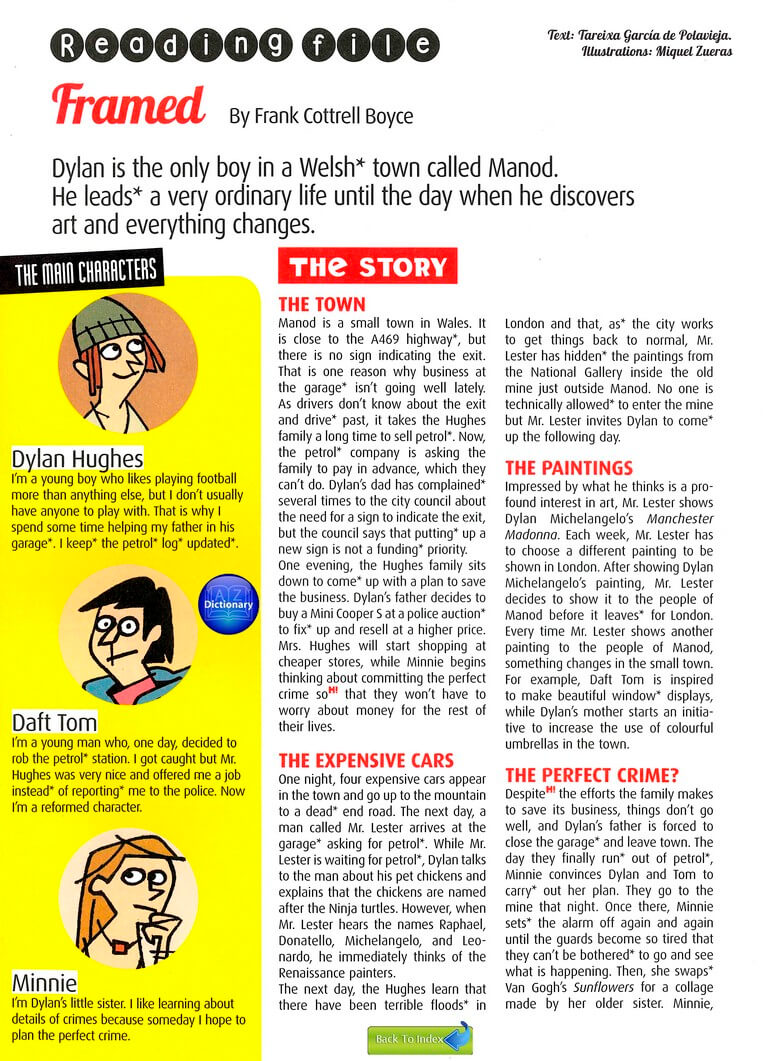 Reading file
Text: Tareixa García de Polavieja.
Illustrations: Miquel Zueras
Framed By Frank Cottrell Boyce
Dylan is the only boy in a Welsh* town called Manod.
He leads* a very ordinary life until the day when he discovers
art and everything changes.
THE MAIN CHARACTERS
Dylan Hughes
I'm a young boy who likes playing football
more than anything else, but I don't usually
have anyone to play with. That is why I
spend some time helping my father in his
garage*. I keep* the petrol* log* updated*.
A Z
Dictionary
Daft Tom
I'm a young man who, one day, decided to
rob the petrol* station. I got caught but Mr.
Hughes was very nice and offered me a job
instead* of reporting* me to the police. Now
I'm a reformed character.
Minnie
I'm Dylan's little sister. I like learning about
details of crimes because someday I hope to
plan the perfect crime.
THE STORY
THE TOWN
Manod is a small town in Wales. It
is close to the A469 highway*, but
there is no sign indicating the exit.
That is one reason why business at
the garage* isn't going well lately.
As drivers don't know about the exit
and drive* past, it takes the Hughes
family a long time to sell petrol*. Now,
the petrol* company is asking the
family to pay in advance, which they
can't do. Dylan's dad has complained*
several times to the city council about
the need for a sign to indicate the exit,
but the council says that putting* up a
new sign is not a funding* priority.
One evening, the Hughes family sits
down to come* up with a plan to save
the business. Dylan's father decides to
buy a Mini Cooper S at a police auction*
to fix* up and resell at a higher price.
Mrs. Hughes will start shopping at
cheaper stores, while Minnie begins
thinking about committing the perfect
crime so H! that they won't have to
worry about money for the rest of
their lives.
THE EXPENSIVE CARS
One night, four expensive cars appear
in the town and go up to the mountain
to a dead* end road. The next day, a
man called Mr. Lester arrives at the
garage* asking for petrol*. While Mr.
Lester is waiting for petrol*, Dylan talks
to the man about his pet chickens and
explains that the chickens are named
after the Ninja turtles. However, when
Mr. Lester hears the names Raphael,
Donatello, Michelangelo, and Leo-
nardo, he immediately thinks of the
Renaissance painters.
The next day, the Hughes learn that
there have been terrible floods* in
London and that, as* the city works
to get things back to normal, Mr.
Lester has hidden* the paintings from
the National Gallery inside the old
mine just outside Manod. No one is
technically allowed* to enter the mine
but Mr. Lester invites Dylan to come*
up the following day.
THE PAINTINGS
Impressed by what he thinks is a pro-
found interest in art, Mr. Lester shows
Dylan Michelangelo's Manchester
Madonna. Each week, Mr. Lester has
to choose a different painting to be
shown in London. After showing Dylan
Michelangelo's painting, Mr. Lester
decides to show it to the people of
Manod before it leaves* for London.
Every time Mr. Lester shows another
painting to the people of Manod,
something changes in the small town.
For example, Daft Tom is inspired
to make beautiful window* displays,
while Dylan's mother starts an initia-
tive to increase the use of colourful
umbrellas in the town.
THE PERFECT CRIME?
Despite H! the efforts the family makes
to save its business, things don't go
well, and Dylan's father is forced to
close the garage* and leave town. The
day they finally run* out of petrol*,
Minnie convinces Dylan and Tom to
carry* out her plan. They go to the
mine that night. Once there, Minnie
sets* the alarm off again and again
until the guards become so tired that
they can't be bothered* to go and see
what is happening. Then, she swaps*
Van Gogh's Sunflowers for a collage
made by her older sister. Minnie,
Back To Index